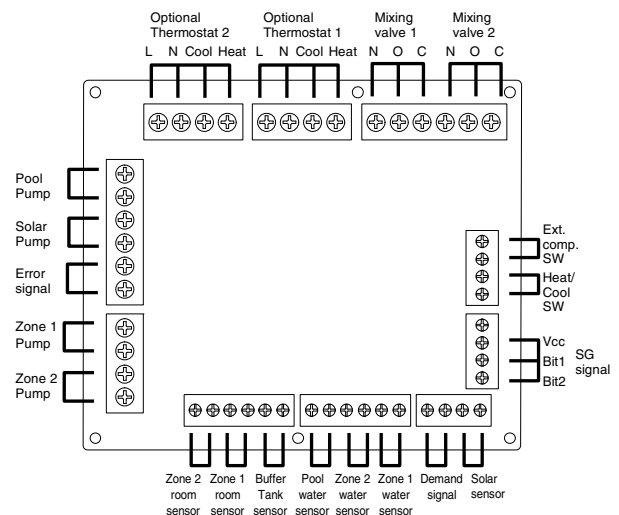 Optional
Thermostat 2
Optional
Thermostat 1
Mixing
valve 1
Mixing
valve 2
L N Cool Heat
L N Cool Heat
N O C
N O C
Pool
Pump
Solar
Pump
Error
signal
Zone 1
Pump
Zone 2
Pump
Ext.
comp.
SW
Heat/
Cool
SW
Vcc
Bit1
Bit2
SG
signal
Zone 2
room
sensor
Zone 1
room
sensor
Buffer
Tank
sensor
Pool
water
sensor
Zone 2
water
sensor
Zone 1
water
sensor
Demand
signal
Solar
sensor